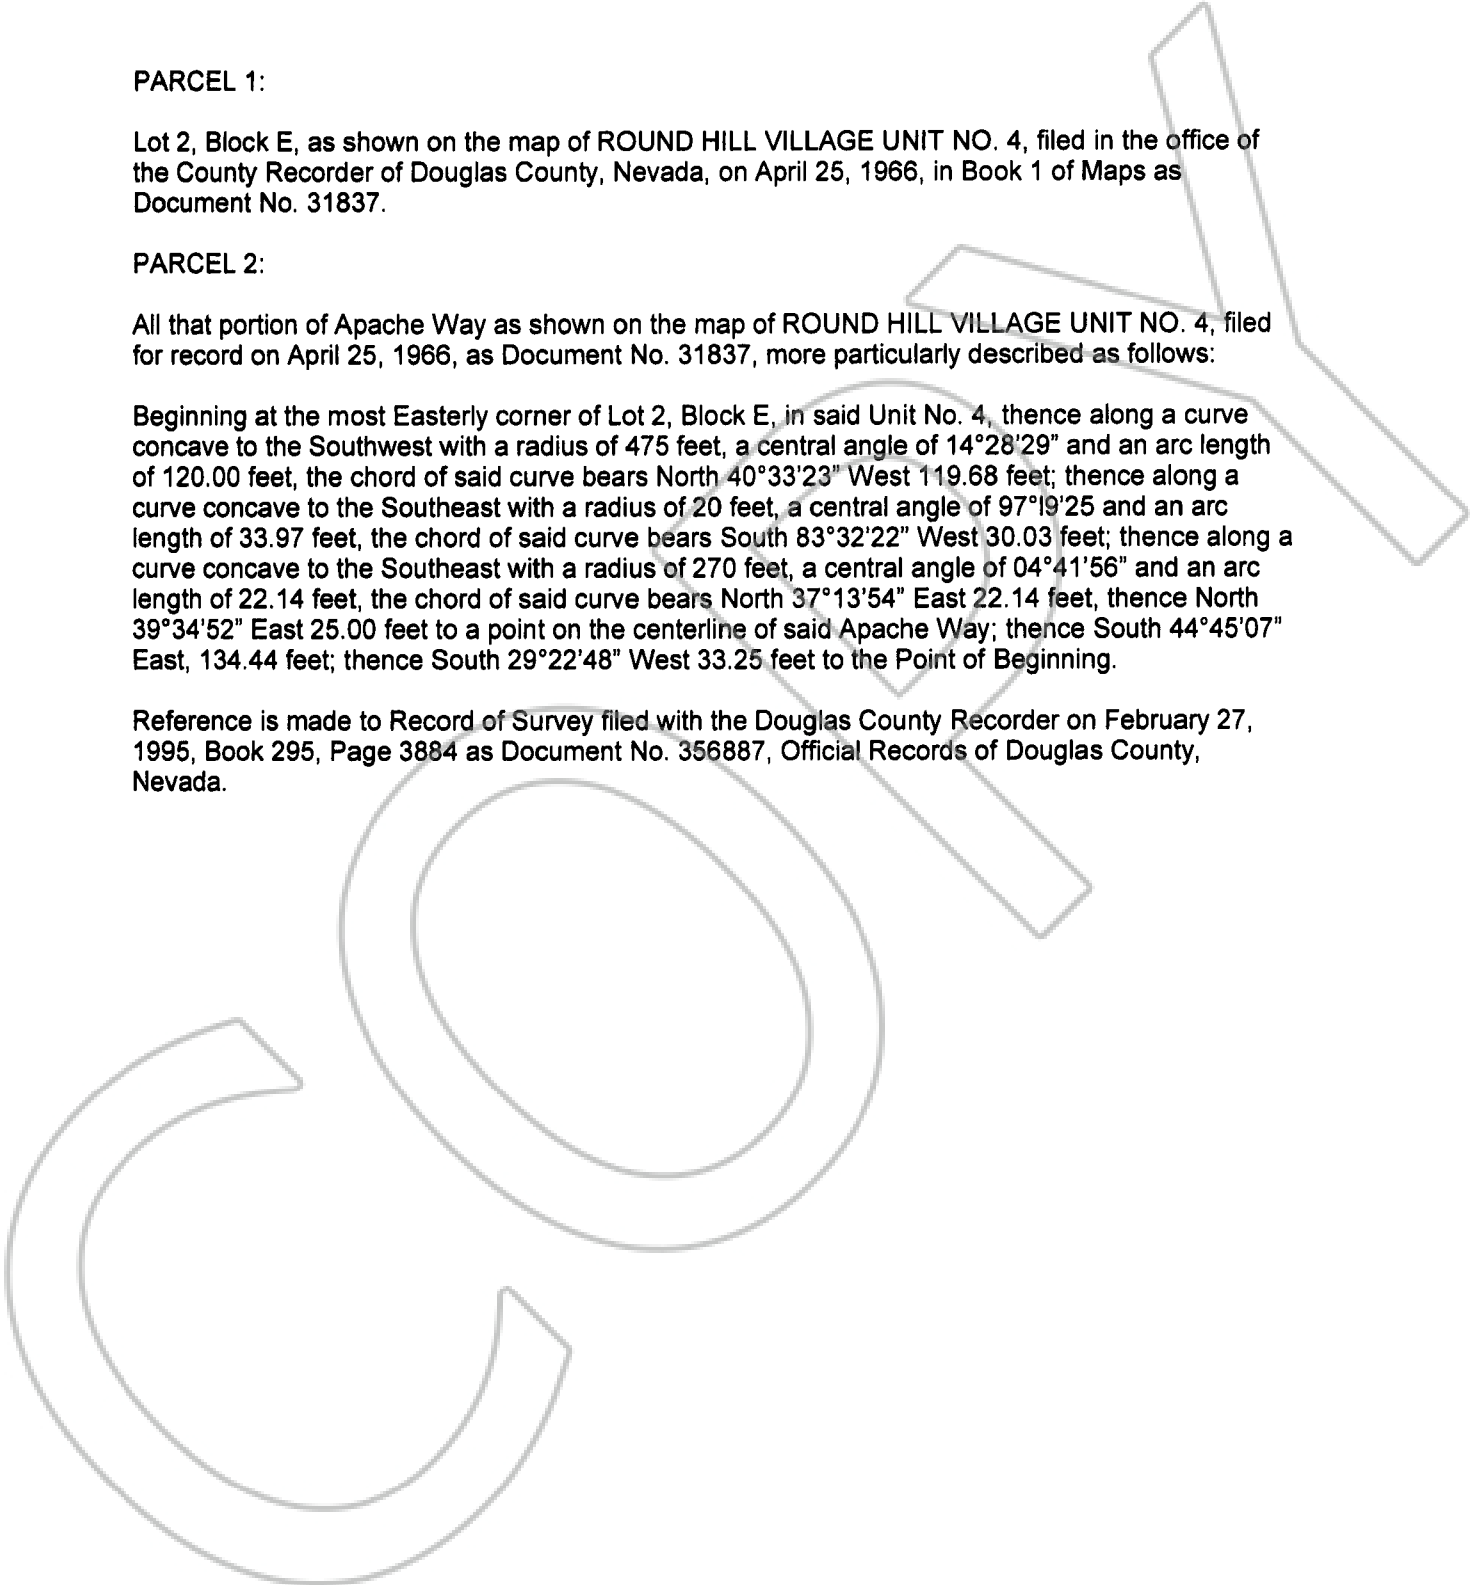 PARCEL 1:
Lot 2, Block E, as shown on the map of ROUND HILL VILLAGE UNIT NO. 4, filed in the office of
the County Recorder of Douglas County, Nevada, on April 25, 1966, in Book 1 of Maps as
Document No. 31837.
PARCEL 2:
All that portion of Apache Way as shown on the map of ROUND HILL VILLAGE UNIT NO. 4, filed
for record on April 25, 1966, as Document No. 31837, more particularly described as follows:
Beginning at the most Easterly corner of Lot 2, Block E, in said Unit No. 4, thence along a curve
concave to the Southwest with a radius of 475 feet, a central angle of 14°28'29" and an arc length
of 120.00 feet, the chord of said curve bears North 40°33'23" West 119.68 feet; thence along a
curve concave to the Southeast with a radius of 20 feet, a central angle of 97°I9'25 and an arc
length of 33.97 feet, the chord of said curve bears South 83°32'22" West 30.03 feet; thence along a
curve concave to the Southeast with a radius of 270 feet, a central angle of 04°41'56" and an arc
length of 22.14 feet, the chord of said curve bears North 37°13'54" East 22.14 feet, thence North
39°34'52" East 25.00 feet to a point on the centerline of said Apache Way; thence South 44°45'07"
East, 134.44 feet; thence South 29°22'48" West 33.25 feet to the Point of Beginning.
Reference is made to Record of Survey filed with the Douglas County Recorder on February 27,
1995, Book 295, Page 3884 as Document No. 356887, Official Records of Douglas County,
Nevada.
COPY